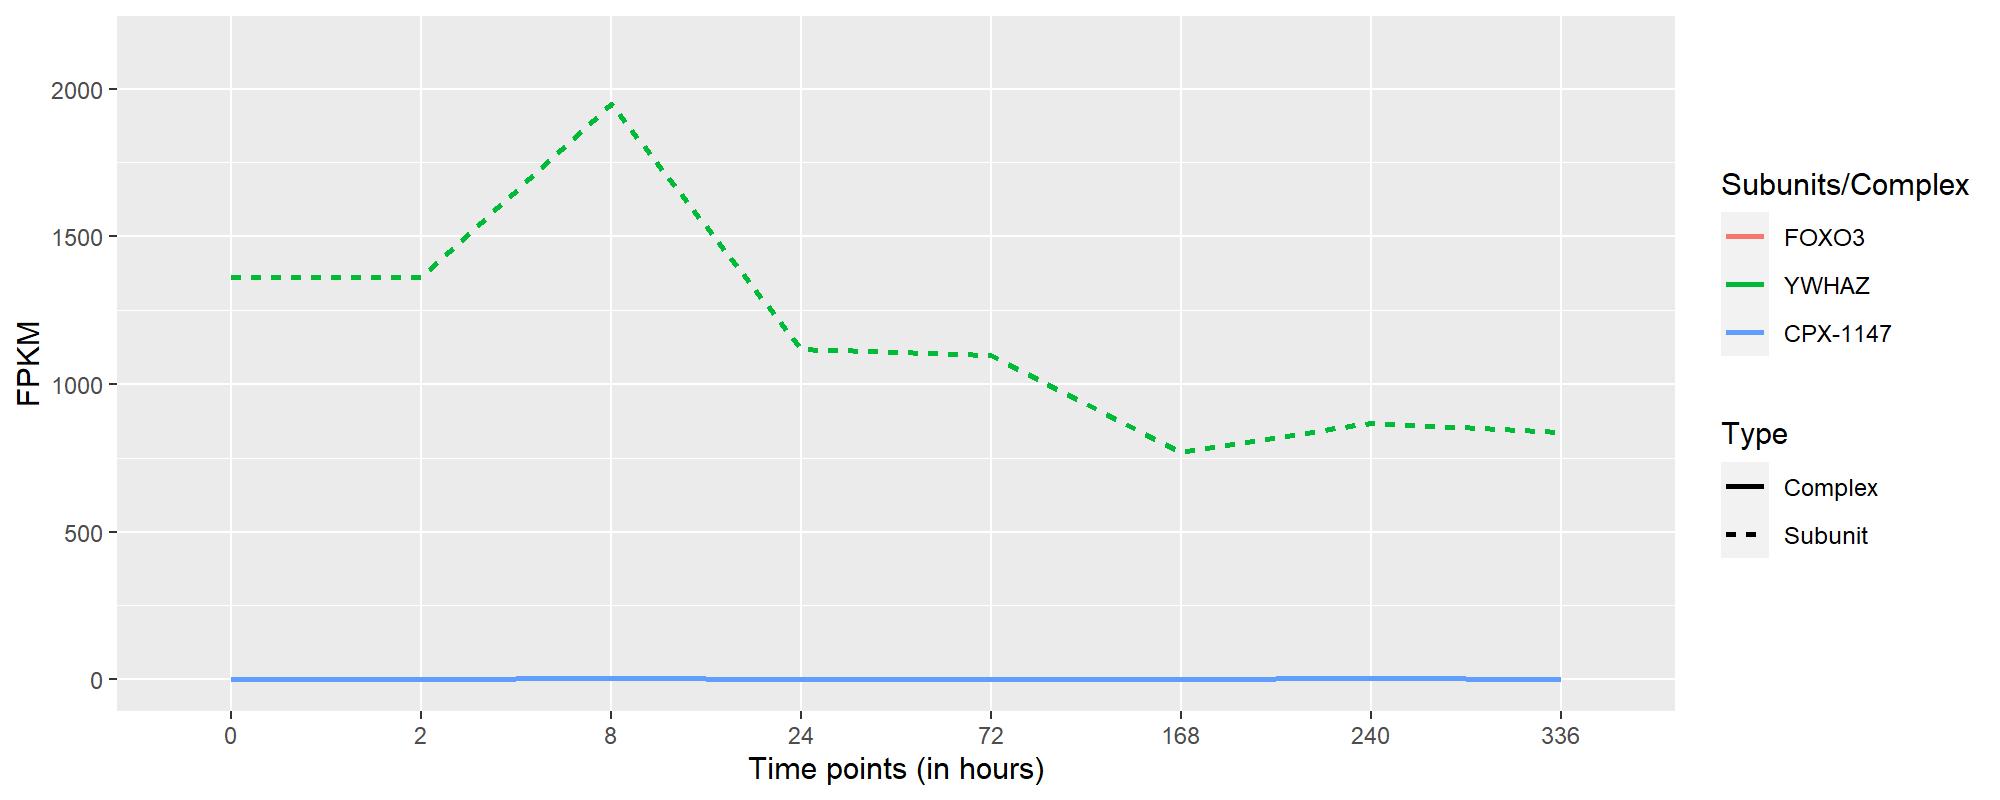 2000
1500
1000
500
0
FPKM
0 2 8 24 72 168 240 336
Time points (in hours)
Subunits/Complex
FOXO3
YWHAZ
CPX-1147
Type
Complex
Subunit